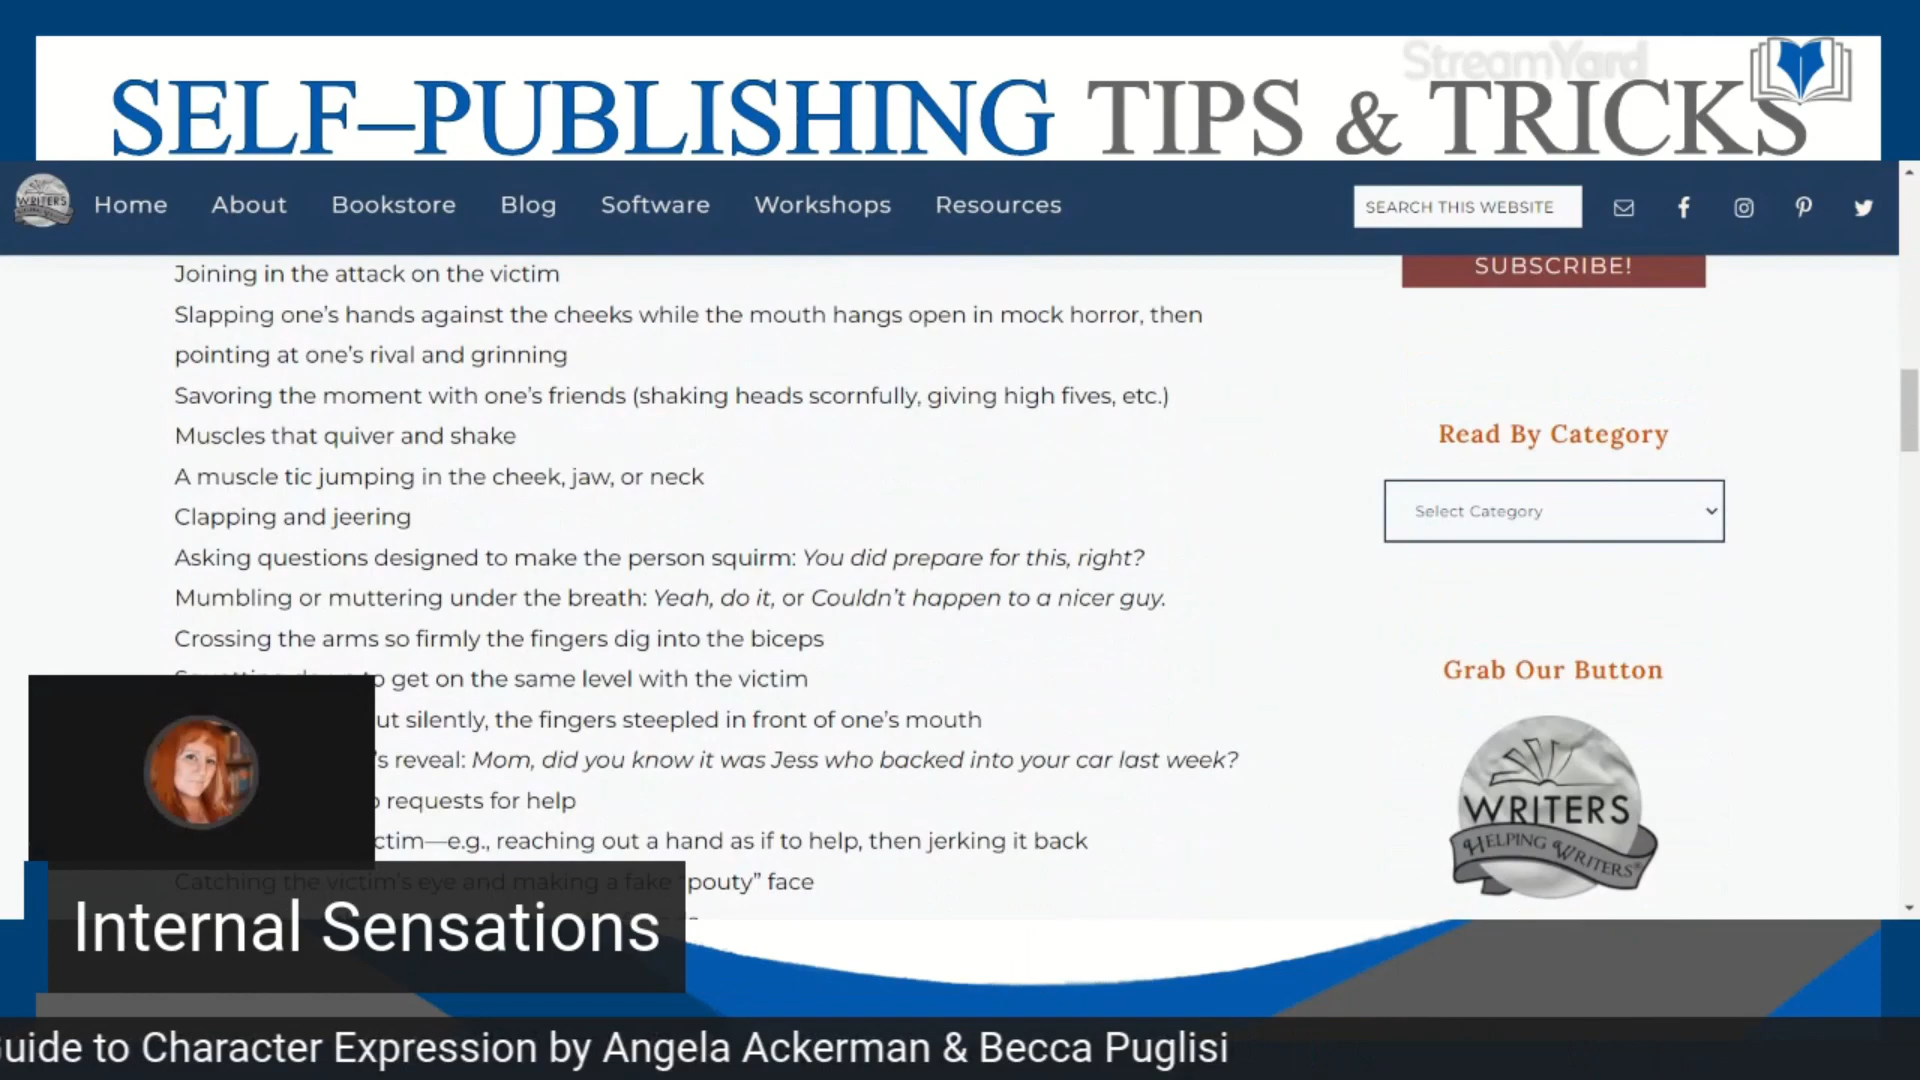 StreamYard
SELF–PUBLISHING TIPS & TRICKS
WRITERS
Home About Bookstore Blog Software Workshops Resources
SEARCH THIS WEBSITE
Joining in the attack on the victim
Slapping one's hands against the cheeks while the mouth hangs open in mock horror, then
pointing at one's rival and grinning
Savoring the moment with one's friends (shaking heads scornfully, giving high fives, etc.)
Muscles that quiver and shake
A muscle tic jumping in the cheek, jaw, or neck
Clapping and jeering
Asking questions designed to make the person squirm: You did prepare for this, right?
Mumbling or muttering under the breath: Yeah, do it, or Couldn't happen to a nicer guy.
Crossing the arms so firmly the fingers dig into the biceps
get on the same level with the victim
silently, the fingers steepled in front of one's mouth
reveal: Mom, did you know it was Jess who backed into your car last week?
requests for help
—e.g., reaching out a hand as if to help, then jerking it back
Catching the victim's eye and making a fake "pouty" face
SUBSCRIBE!
Read By Category
Select Category
Grab Our Button
WRITERS
HELPING WRITERS®
Internal Sensations
to Character Expression by Angela Ackerman & Becca Puglisi